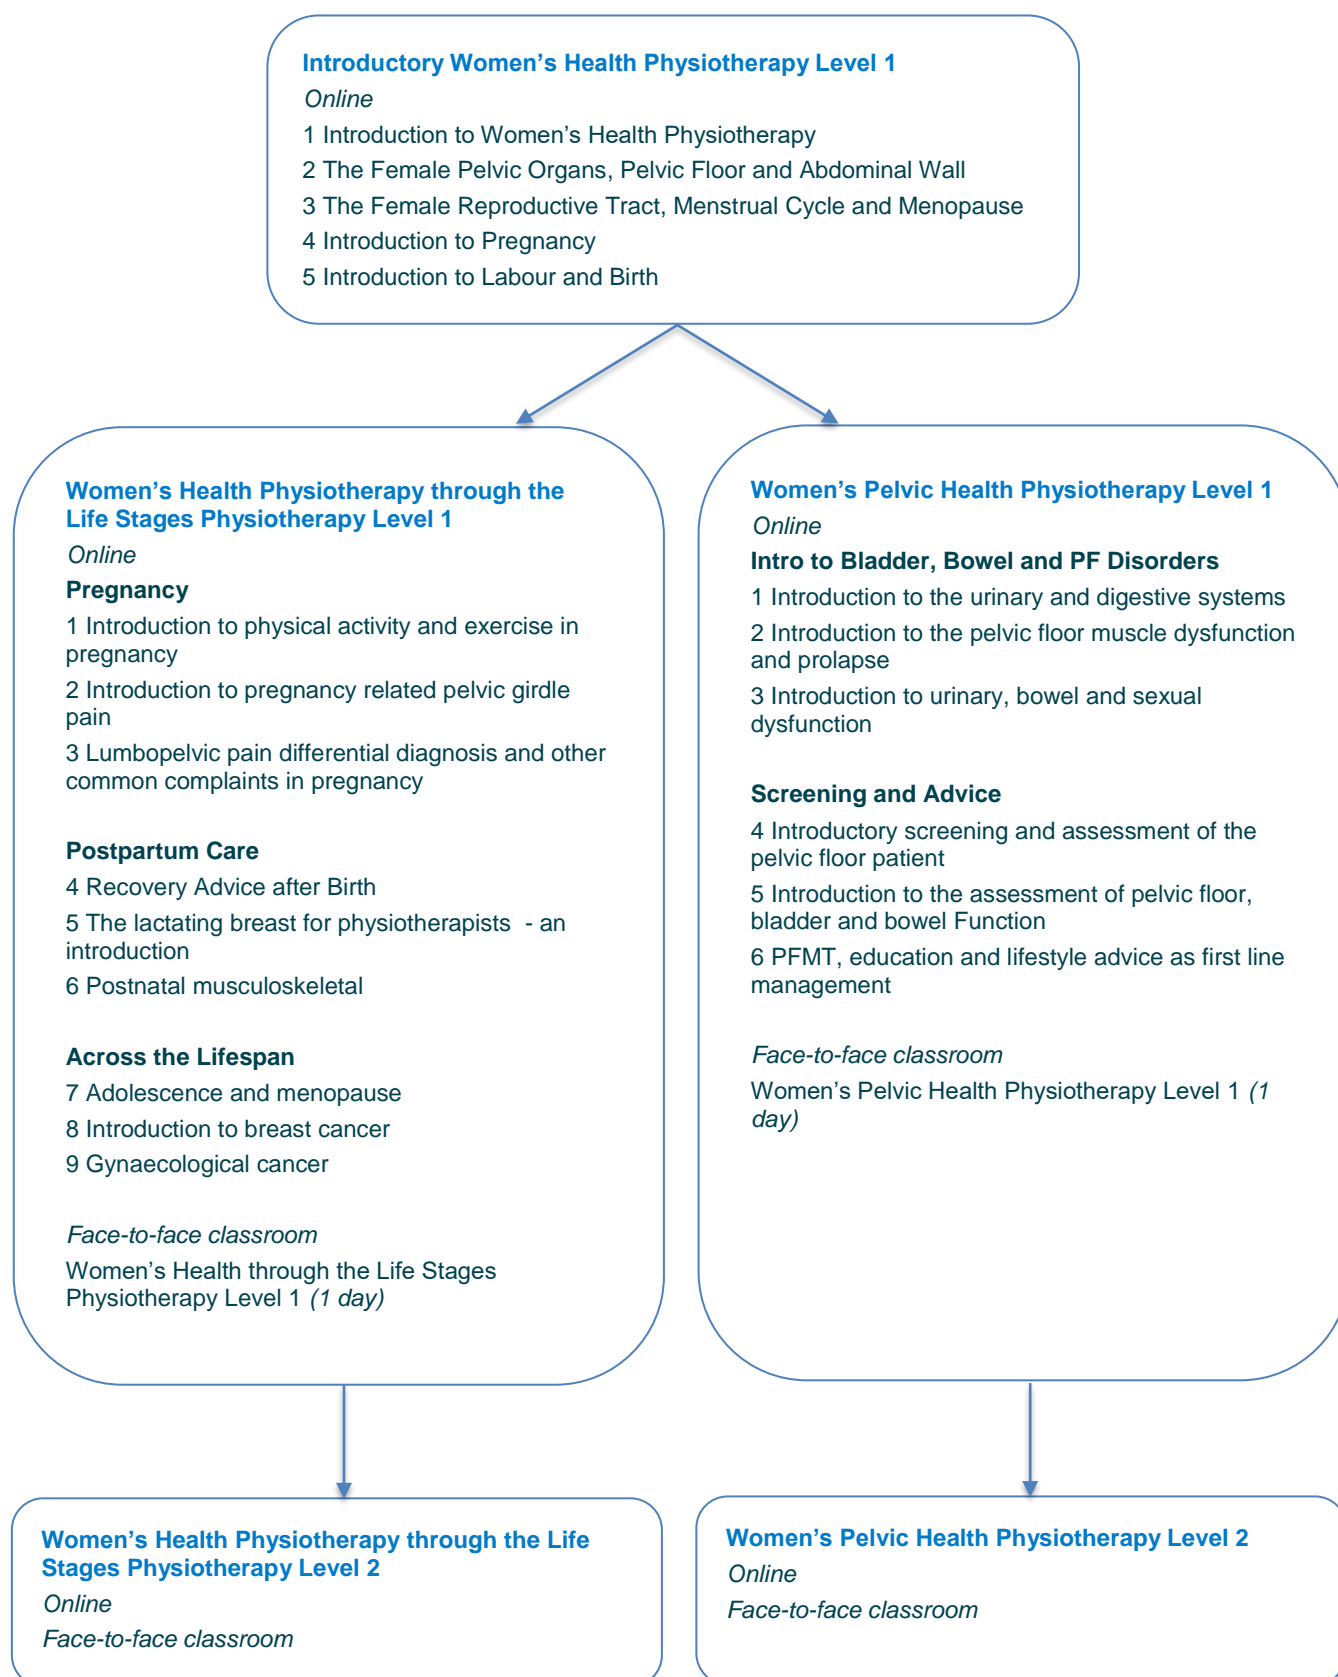 Introductory Women’s Health Physiotherapy Level 1
Online
1 Introduction to Women’s Health Physiotherapy
2 The Female Pelvic Organs, Pelvic Floor and Abdominal Wall
3 The Female Reproductive Tract, Menstrual Cycle and Menopause
4 Introduction to Pregnancy
5 Introduction to Labour and Birth
Women’s Health Physiotherapy through the
Life Stages Physiotherapy Level 1
Online
Pregnancy
1 Introduction to physical activity and exercise in
pregnancy
2 Introduction to pregnancy related pelvic girdle
pain
3 Lumbopelvic pain differential diagnosis and other
common complaints in pregnancy
Postpartum Care
4 Recovery Advice after Birth
5 The lactating breast for physiotherapists  - an
introduction
6 Postnatal musculoskeletal
Across the Lifespan
7 Adolescence and menopause
8 Introduction to breast cancer
9 Gynaecological cancer
Face-to-face classroom
Women’s Health through the Life Stages
Physiotherapy Level 1 (1 day)
Women’s Pelvic Health Physiotherapy Level 1
Online
Intro to Bladder, Bowel and PF Disorders
1 Introduction to the urinary and digestive systems
2 Introduction to the pelvic floor muscle dysfunction
and prolapse
3 Introduction to urinary, bowel and sexual
dysfunction
Screening and Advice
4 Introductory screening and assessment of the
pelvic floor patient
5 Introduction to the assessment of pelvic floor,
bladder and bowel Function
6 PFMT, education and lifestyle advice as first line
management
Face-to-face classroom
Women’s Pelvic Health Physiotherapy Level 1 (1
day)
Women’s Health Physiotherapy through the Life
Stages Physiotherapy Level 2
Online
Face-to-face classroom
Women’s Pelvic Health Physiotherapy Level 2
Online
Face-to-face classroom